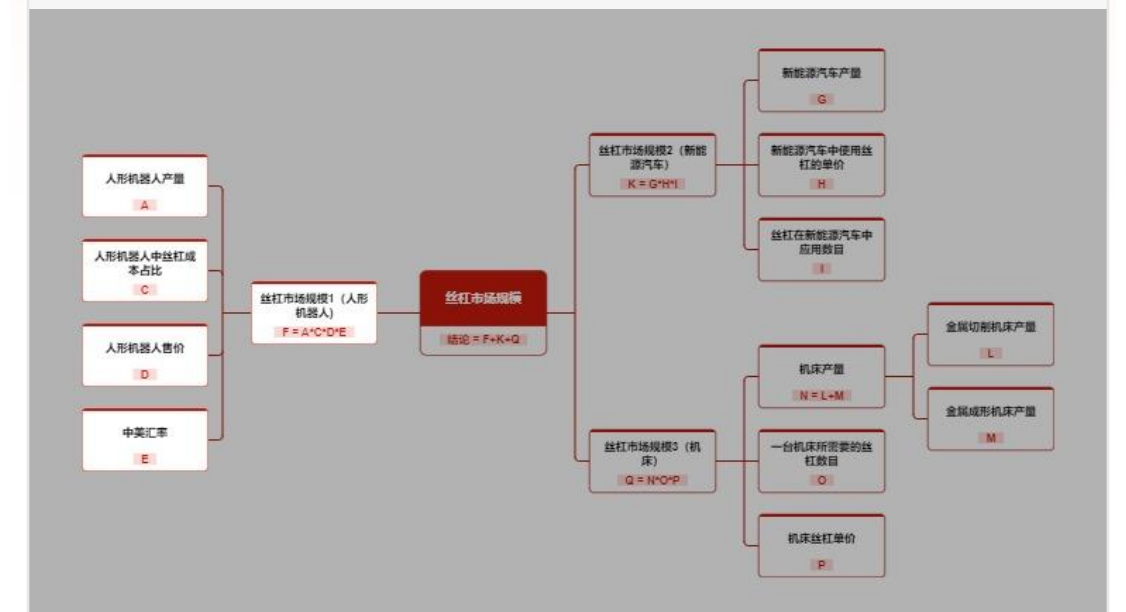 人形机器人产量
A
人形机器人中丝杠成
本占比
C
人形机器人售价
D
中美汇率
E
丝杠市场规模1（人形
机器人）
F = A*C*D*E
丝杠市场规模
结论 = F+K+Q
丝杠市场规模2（新能
源汽车）
K = G*H*I
新能源汽车产量
G
新能源汽车中使用丝
杠的单价
H
丝杠在新能源汽车中
应用数目
I
丝杠市场规模3（机
床）
Q = N*O*P
机床产量
N = L+M
金属切削机床产量
L
金属成形机床产量
M
一台机床所需要的丝
杠数目
O
机床丝杠单价
P